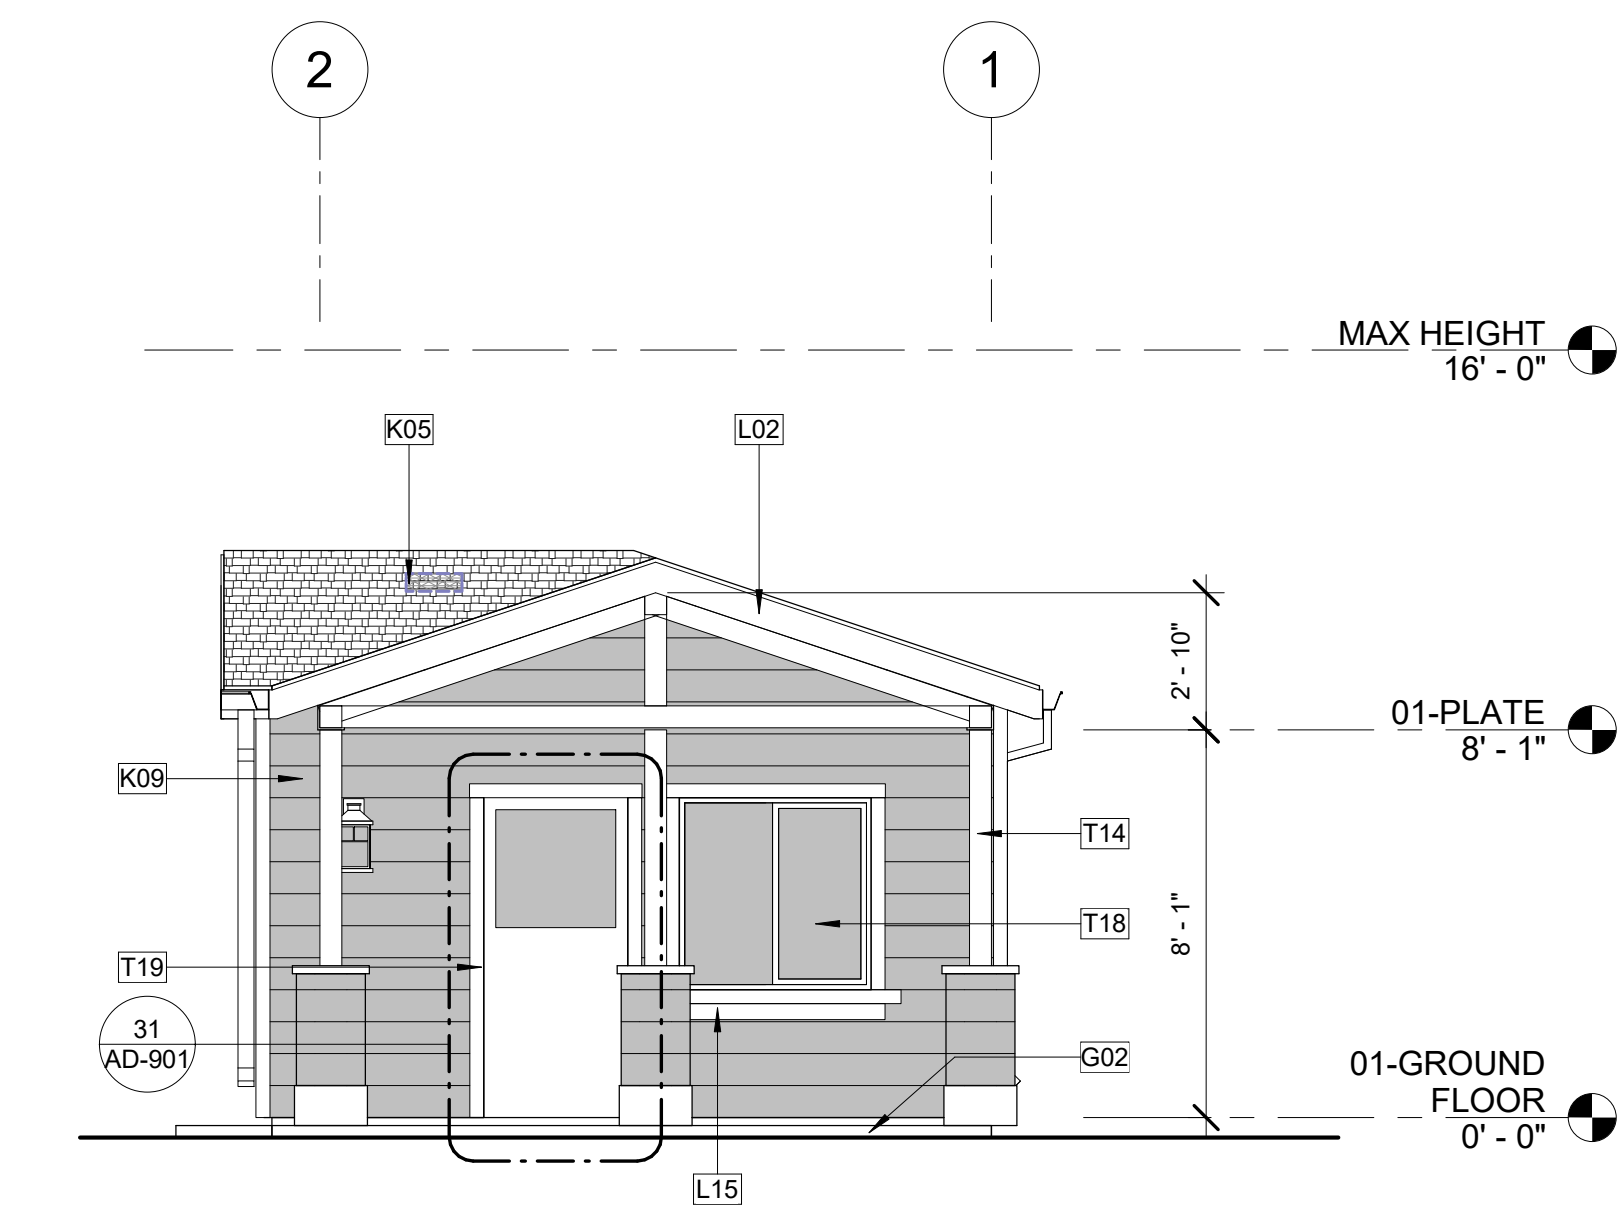 2
1
MAX HEIGHT
16' - 0"
K05
L02
2' - 10"
01-PLATE
8' - 1"
K09
T14
T18
8' - 1"
T19
31
AD-901
G02
01-GROUND
FLOOR
0' - 0"
L15